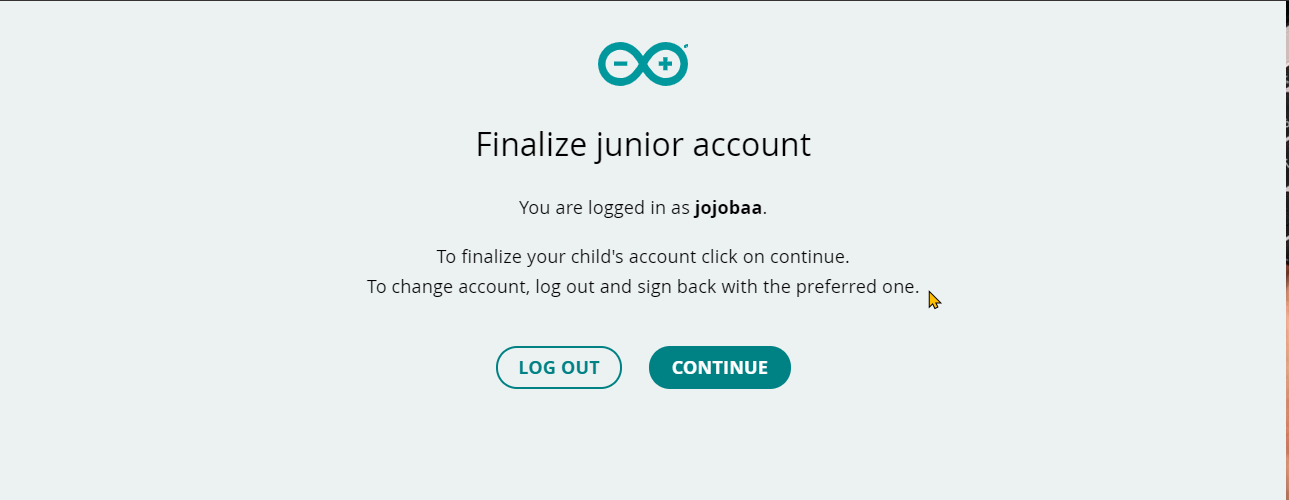 Finalize junior account
You are logged in as jojobaa.
To finalize your child's account click on continue.
To change account, log out and sign back with the preferred one.
LOG OUT
CONTINUE